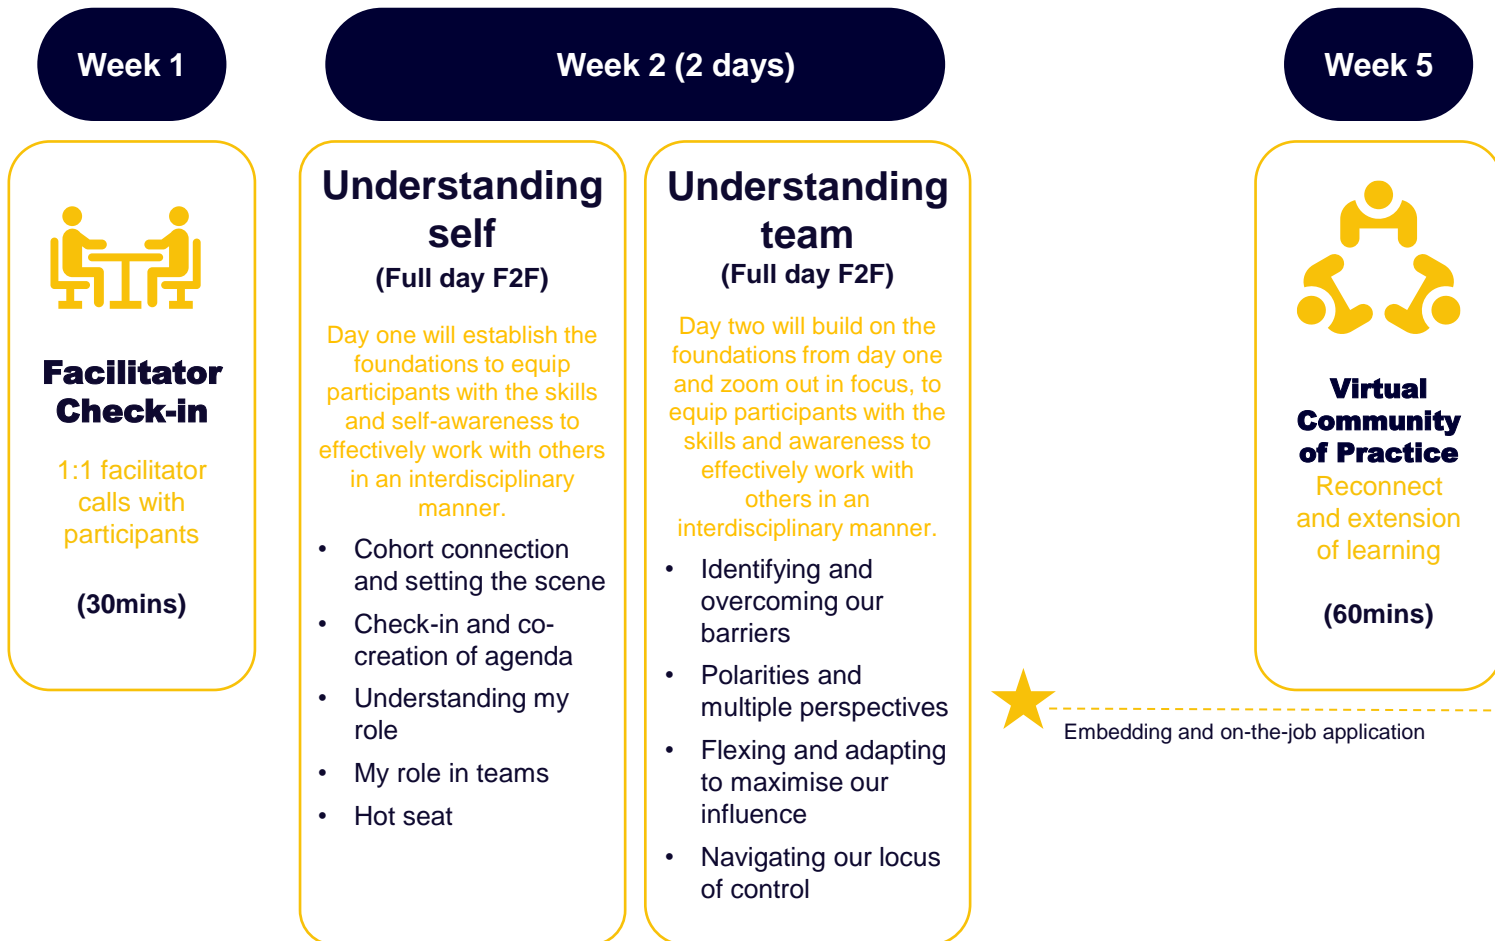 Week 1
Week 2 (2 days)
Week 5
Facilitator
Check-in
1:1 facilitator
calls with
participants
(30mins)
Understanding
self
(Full day F2F)
Day one will establish the
foundations to equip
participants with the skills
and self-awareness to
effectively work with others
in an interdisciplinary
manner.
• Cohort connection
and setting the scene
• Check-in and co-
creation of agenda
• Understanding my
role
• My role in teams
• Hot seat
Understanding
team
(Full day F2F)
Day two will build on the
foundations from day one
and zoom out in focus, to
equip participants with the
skills and awareness to
effectively work with
others in an
interdisciplinary manner.
• Identifying and
overcoming our
barriers
• Polarities and
multiple perspectives
• Flexing and adapting
to maximise our
influence
• Navigating our locus
of control
Virtual
Community
of Practice
Reconnect
and extension
of learning
(60mins)
Embedding and on-the-job application